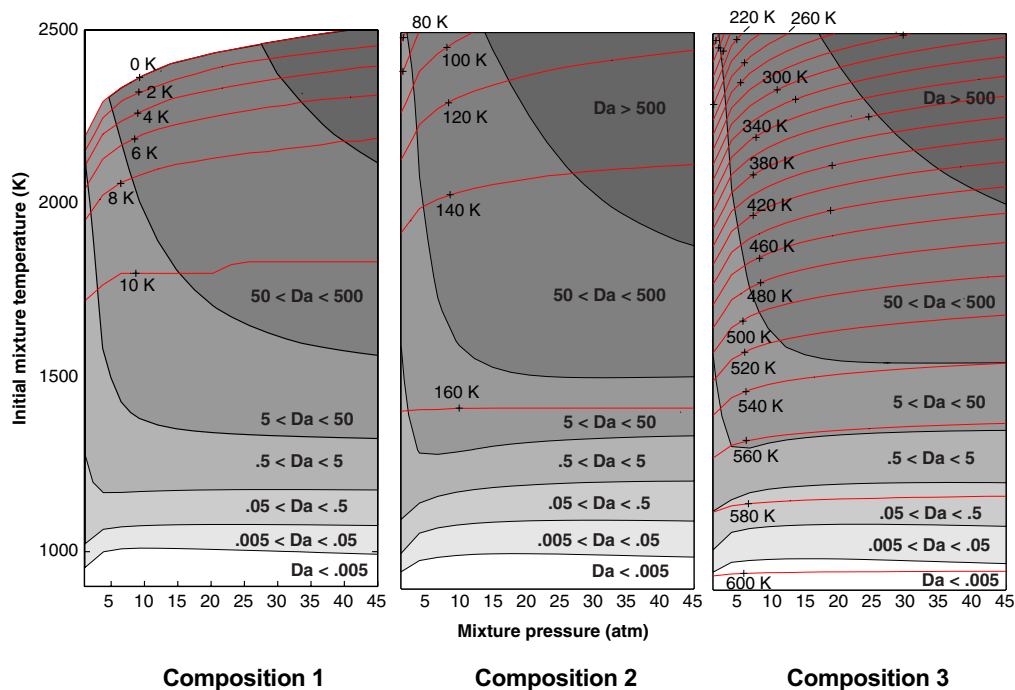 2500
2000
1500
1000
Initial mixture temperature (K)
0 K
2 K
4 K
6 K
8 K
10 K
50 < Da < 500
5 < Da < 50
.5 < Da < 5
.05 < Da < .5
.005 < Da < .05
Da < .005
5 10 15 20 25 30 35 40 45
80 K
100 K
120 K
140 K
160 K
Da > 500
50 < Da < 500
5 < Da < 50
.5 < Da < 5
.05 < Da < .5
.005 < Da < .05
Da < .005
5 10 15 20 25 30 35 40 45
220 K 260 K
300 K
340 K
380 K
420 K
460 K
480 K
500 K
520 K
540 K
560 K
580 K
600 K
Da > 500
50 < Da < 500
5 < Da < 50
.5 < Da < 5
.05 < Da < .5
.005 < Da < .05
Da < .005
5 10 15 20 25 30 35 40 45
Mixture pressure (atm)
Composition 1
Composition 2
Composition 3